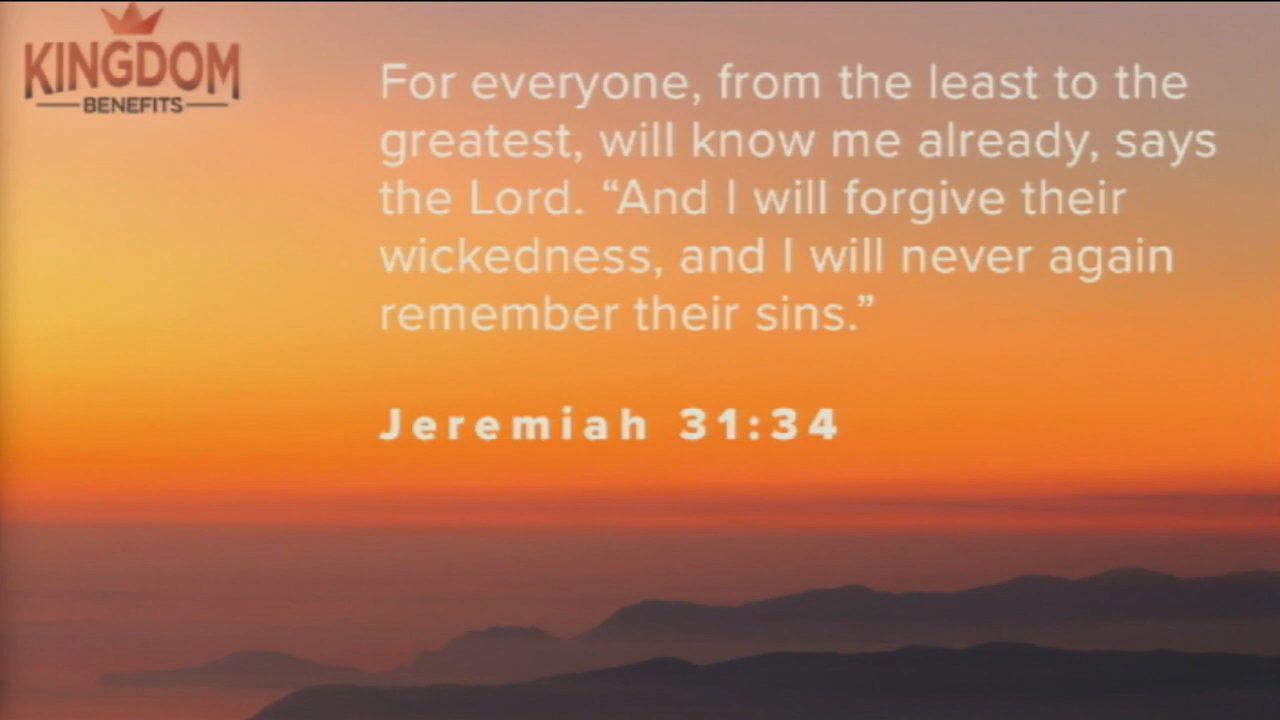 KINGDOM
BENEFITS
For everyone, from the least to the
greatest, will know me already, says
the Lord. “And I will forgive their
wickedness, and I will never again
remember their sins.”
Jeremiah 31:34